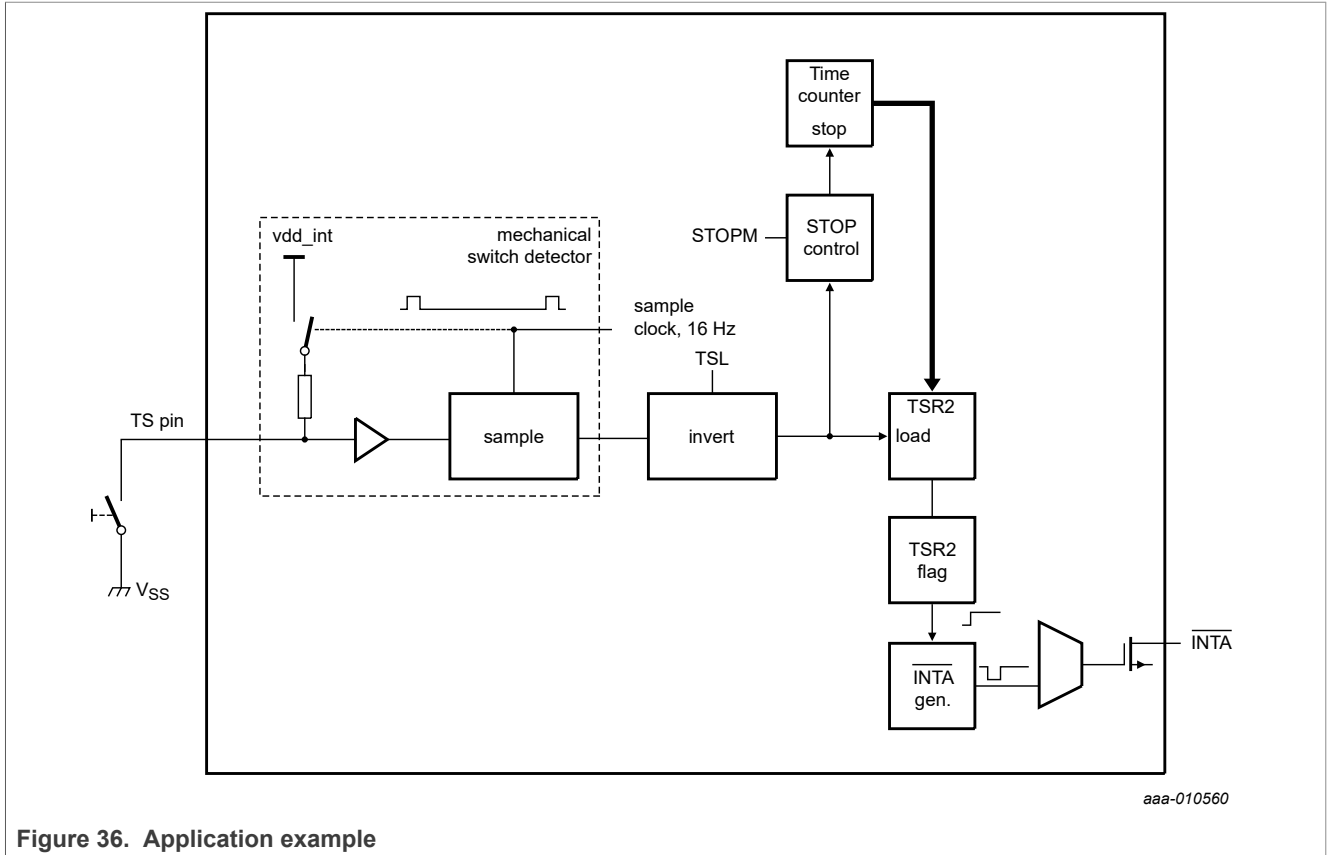 Time
counter
stop
STOPM
STOP
control
vdd_int
mechanical
switch detector
sample
clock, 16 Hz
TSL
TS pin
sample
invert
TSR2
load
TSR2
flag
VSS
INTA
INTA
gen.
aaa-010560
Figure 36. Application example